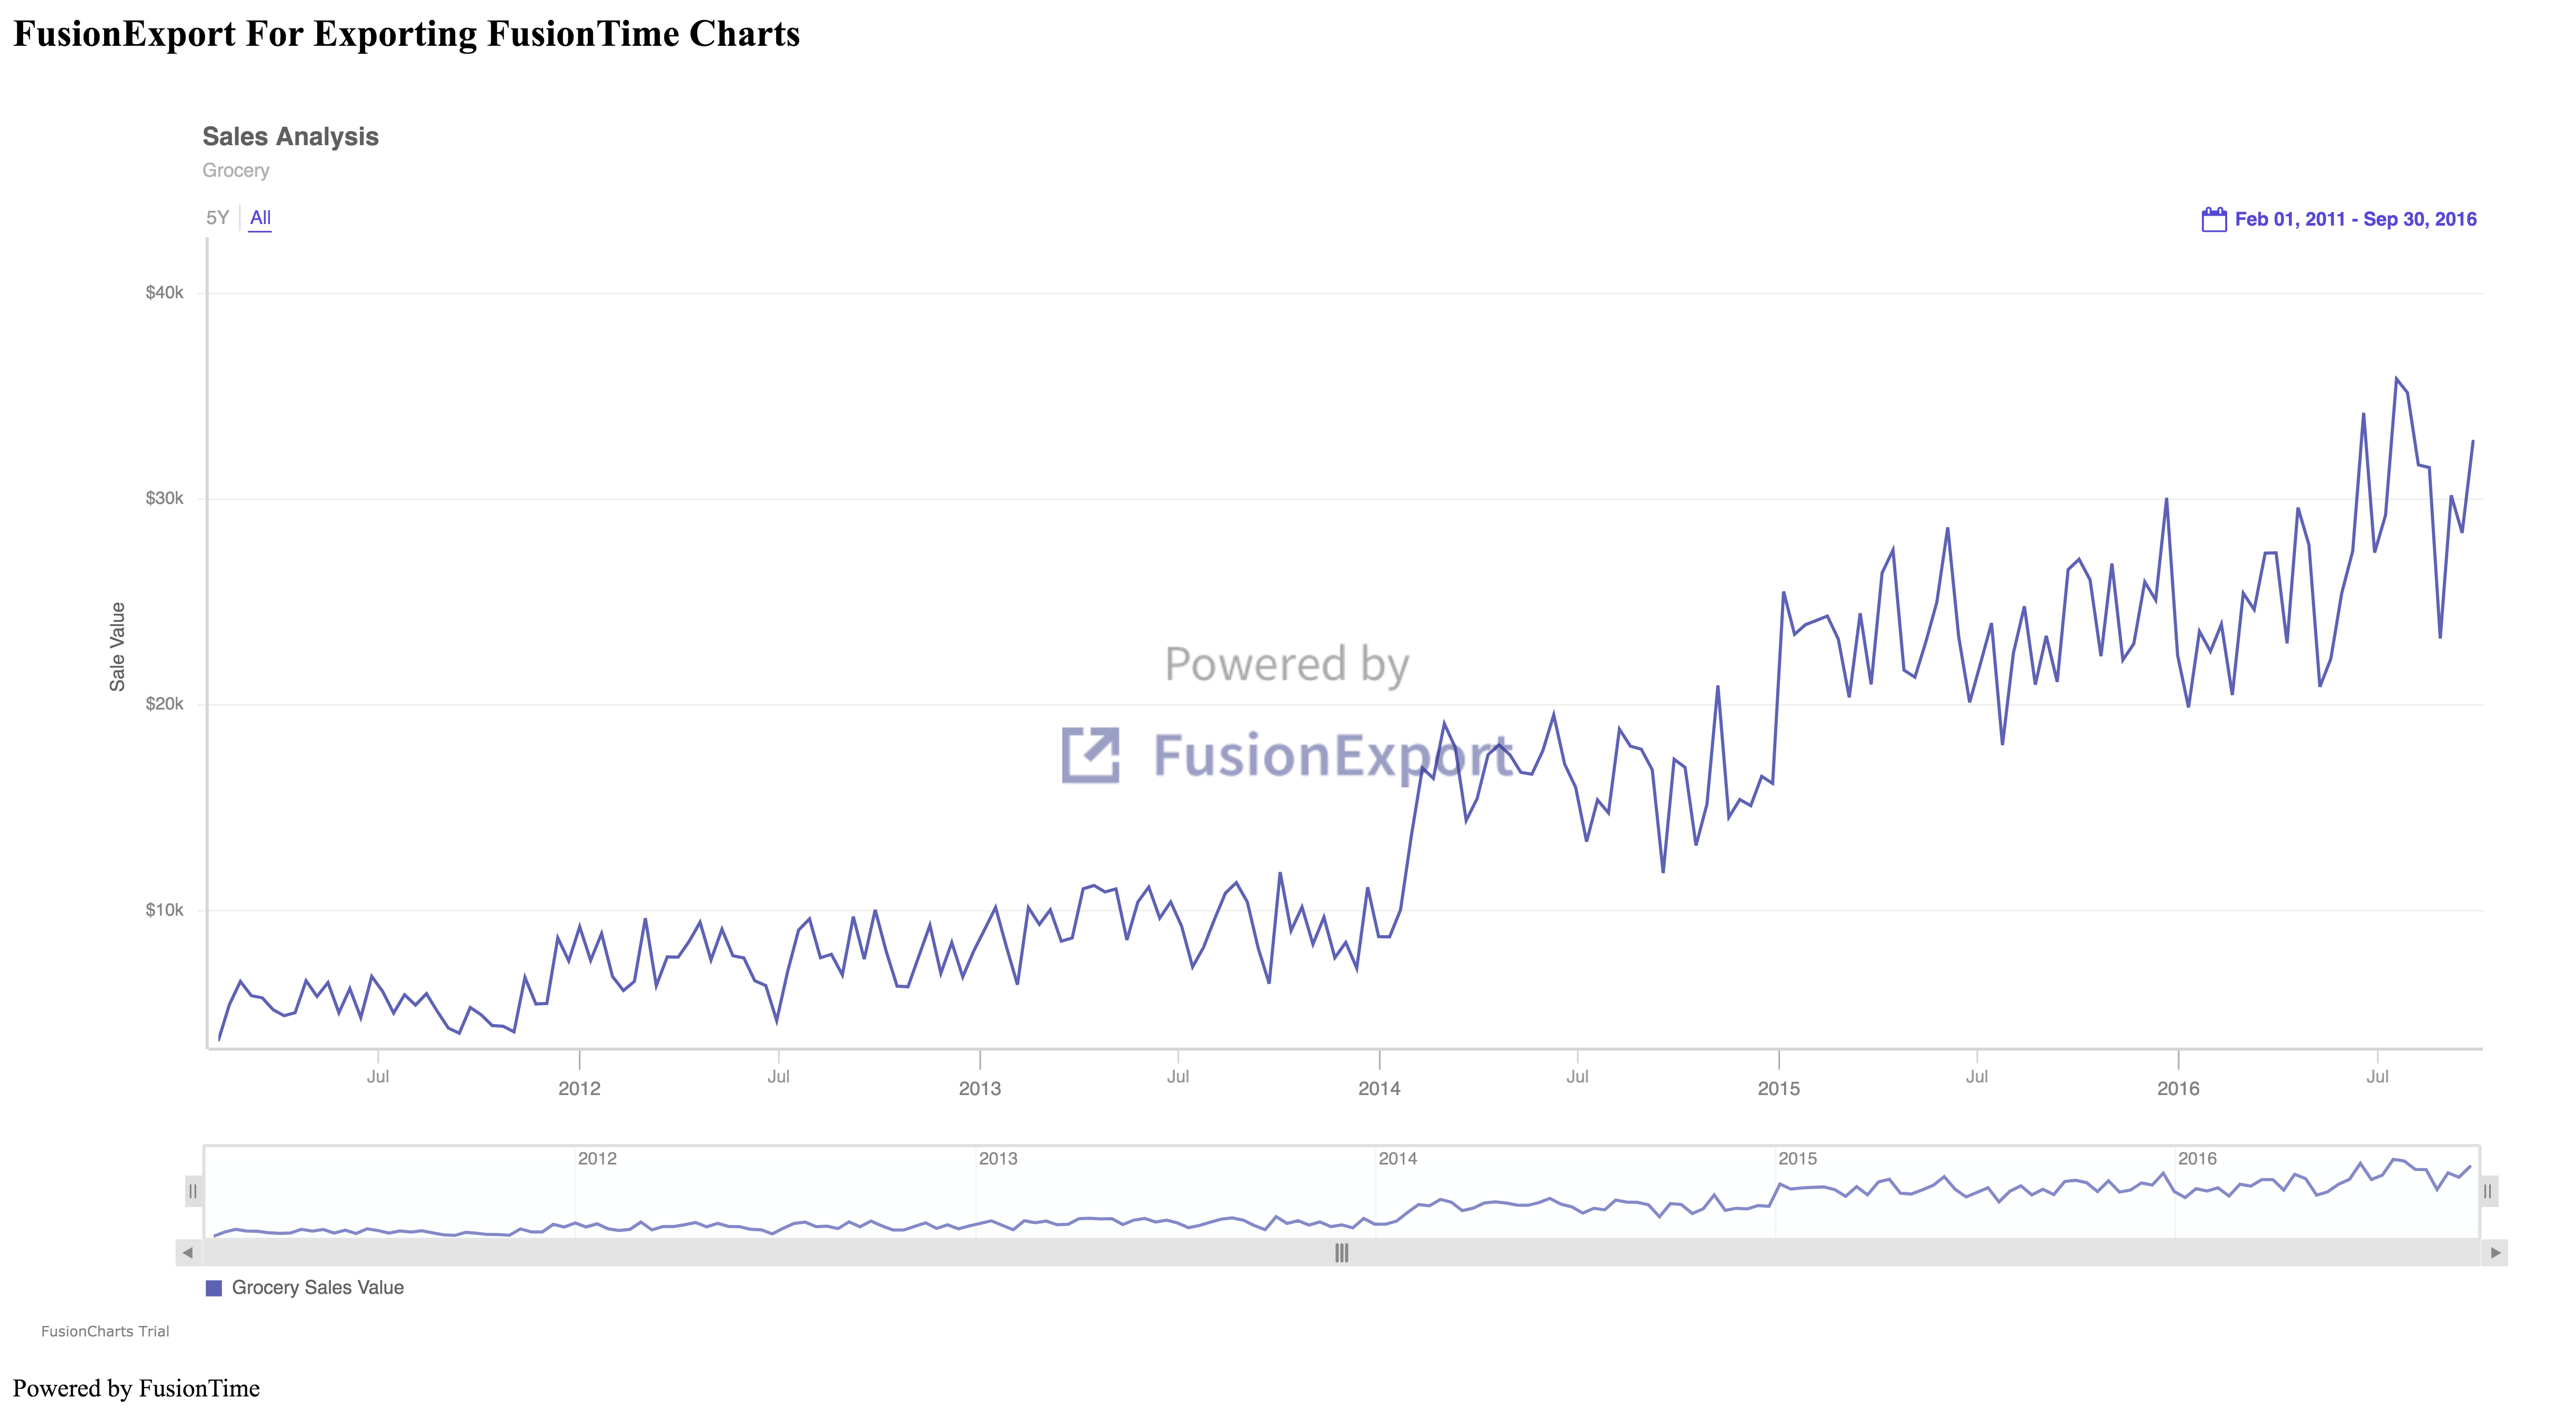 FusionExport For Exporting FusionTime Charts
Sales Analysis
Grocery
5Y All
Feb 01, 2011 - Sep 30, 2016
$40k
$30k
$20k
$10k
Sale Value
Powered by
FusionExport
Jul 2012 Jul 2013 Jul 2014 Jul 2015 Jul 2016 Jul
2012 2013 2014 2015 2016
Grocery Sales Value
FusionCharts Trial
Powered by FusionTime